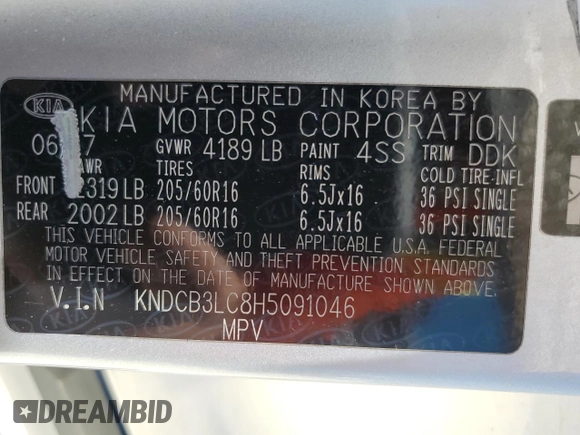 MANUFACTURED IN KOREA BY
KIA KIA MOTORS CORPORATION
GVWR 4189 LB PAINT 4SS TRIM DDK
TIRES RIMS COLD TIRE-INFL
FRONT 2319 LB 205/60R16 6.5Jx16 36 PSI SINGLE
REAR 2002 LB 205/60R16 6.5Jx16 36 PSI SINGLE
THIS VEHICLE CONFORMS TO ALL APPLICABLE U.S.A. FEDERAL
MOTOR VEHICLE SAFETY AND THEFT PREVENTION STANDARDS
IN EFFECT ON THE DATE OF MANUFACTURE SHOWN ABOVE.
V.I.N KNDCB3LC8H5091046
MPV
DREAMBID